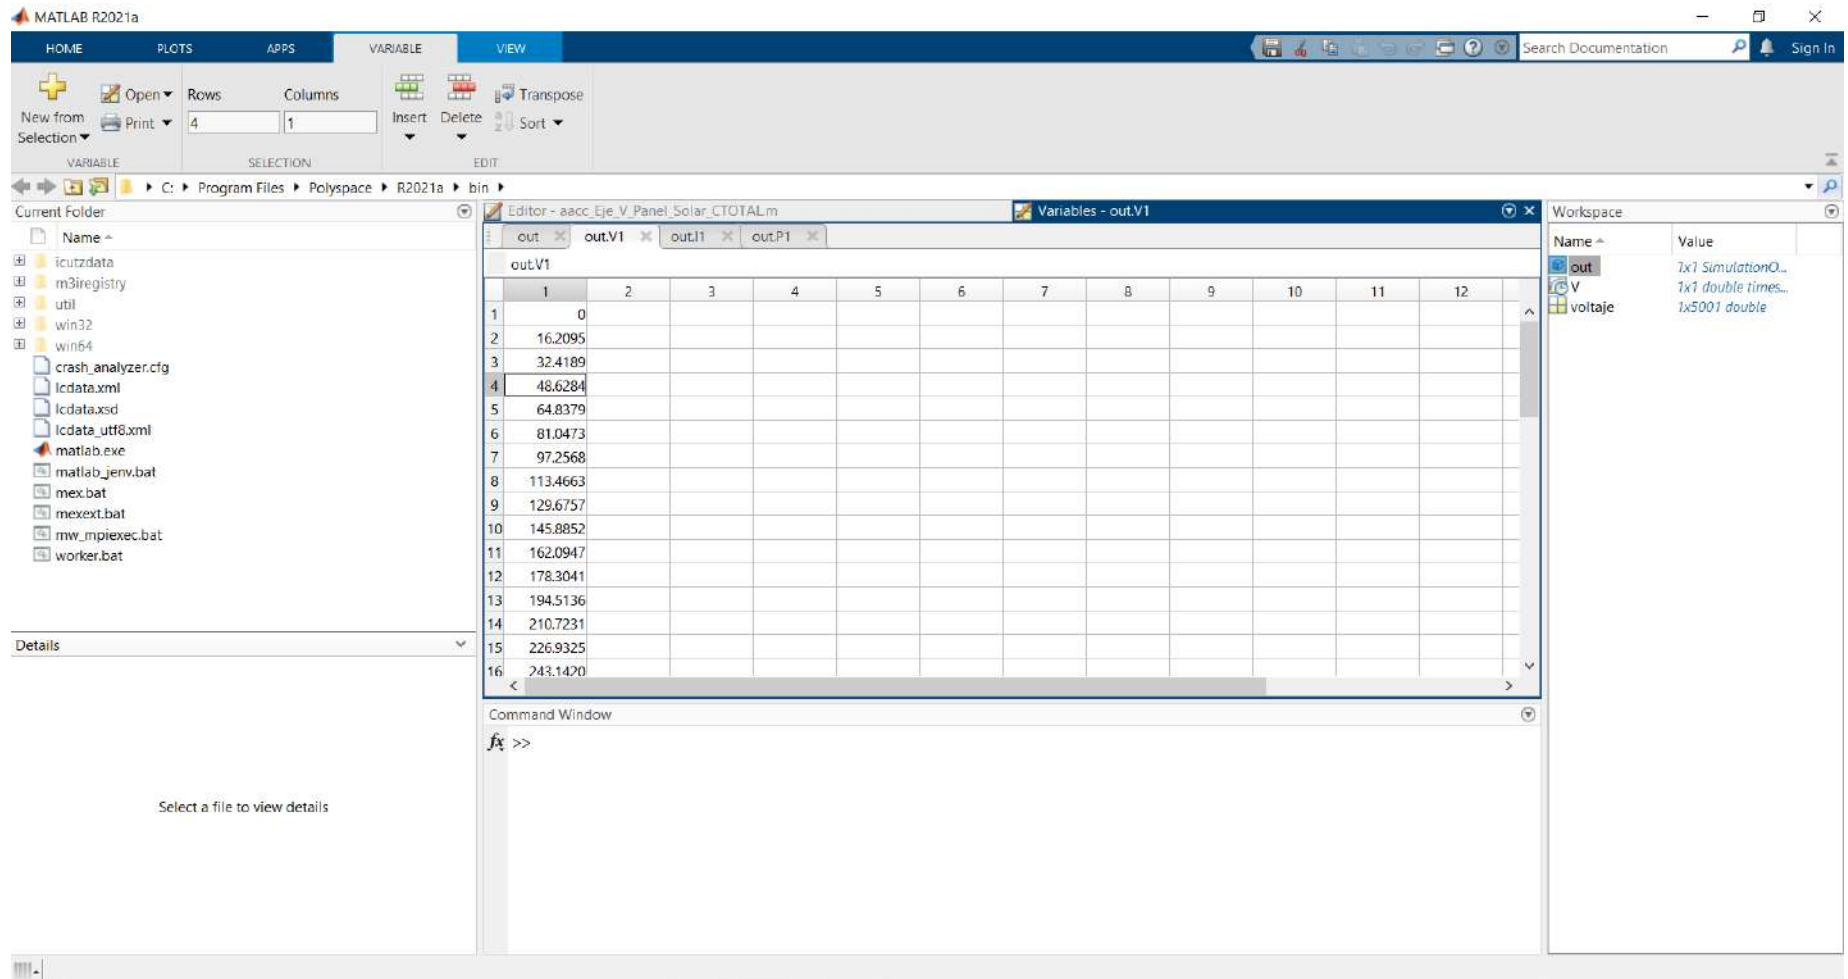 MATLAB R2021a
HOME PLOTS APPS VARIABLE VIEW Search Documentation Sign In
New from Selection Open Print Rows Columns Insert Delete Transpose
4 1 Sort
VARIABLE SELECTION EDIT
C: Program Files Polyspace R2021a bin
Current Folder
Name
icutzdata
m3iregistry
util
win32
win64
crash_analyzer.cfg
lcdata.xml
lcdata.xsd
lcdata_utf8.xml
matlab.exe
matlab_jenv.bat
mex.bat
mexext.bat
mw_mpiexec.bat
worker.bat
Details
Select a file to view details
Editor - aacc_Eje_V_Panel_Solar_CTOTAL.m
Variables - out.V1
out out.V1 out.I1 out.P1
out.V1
1 2 3 4 5 6 7 8 9 10 11 12
1 0
2 16.2095
3 32.4189
4 48.6284
5 64.8379
6 81.0473
7 97.2568
8 113.4663
9 129.6757
10 145.8852
11 162.0947
12 178.3041
13 194.5136
14 210.7231
15 226.9325
16 243.1420
Command Window
fx >>
Workspace
Name Value
out 1x1 SimulationO...
V 1x1 double times...
voltaje 1x5001 double